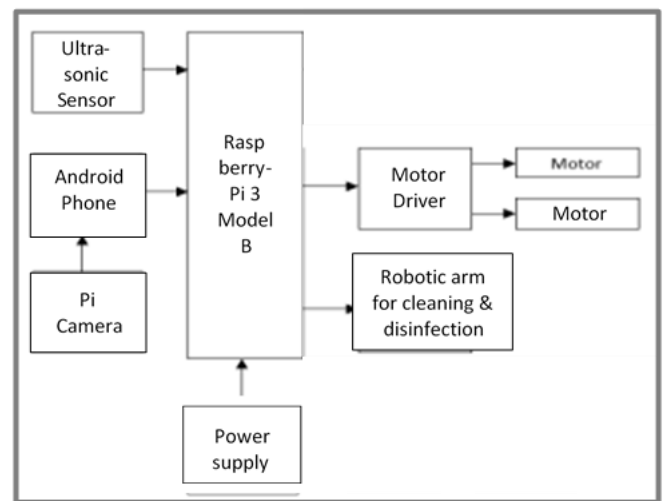 Ultra-
sonic
Sensor
Android
Phone
Pi
Camera
Rasp
berry-
Pi 3
Model
B
Power
supply
Motor
Driver
Motor
Motor
Robotic arm
for cleaning &
disinfection